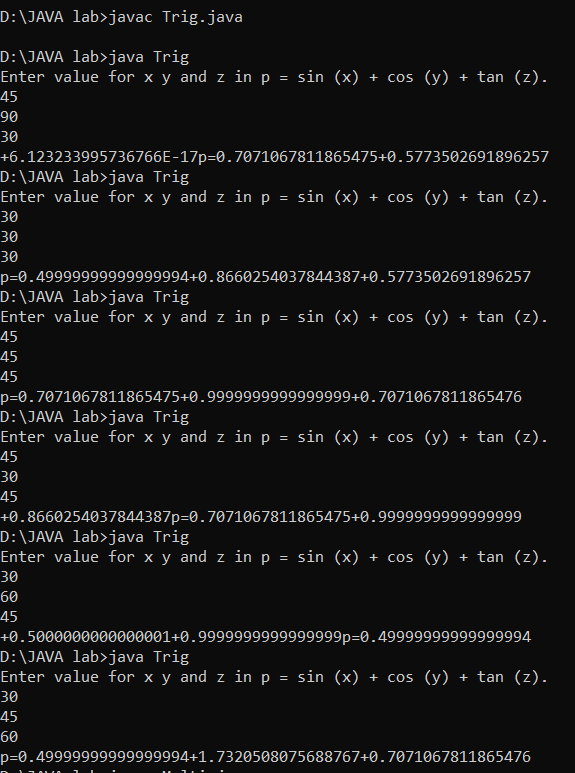 D:\JAVA lab>javac Trig.java
D:\JAVA lab>java Trig
Enter value for x y and z in p = sin (x) + cos (y) + tan (z).
45
90
30
+6.123233995736766E-17p=0.7071067811865475+0.5773502691896257
D:\JAVA lab>java Trig
Enter value for x y and z in p = sin (x) + cos (y) + tan (z).
30
30
30
p=0.49999999999999994+0.8660254037844387+0.5773502691896257
D:\JAVA lab>java Trig
Enter value for x y and z in p = sin (x) + cos (y) + tan (z).
45
45
45
p=0.7071067811865475+0.9999999999999999+0.7071067811865476
D:\JAVA lab>java Trig
Enter value for x y and z in p = sin (x) + cos (y) + tan (z).
45
30
45
+0.8660254037844387p=0.7071067811865475+0.9999999999999999
D:\JAVA lab>java Trig
Enter value for x y and z in p = sin (x) + cos (y) + tan (z).
30
60
45
+0.5000000000000001+0.9999999999999999p=0.49999999999999994
D:\JAVA lab>java Trig
Enter value for x y and z in p = sin (x) + cos (y) + tan (z).
30
45
60
p=0.49999999999999994+1.7320508075688767+0.7071067811865476